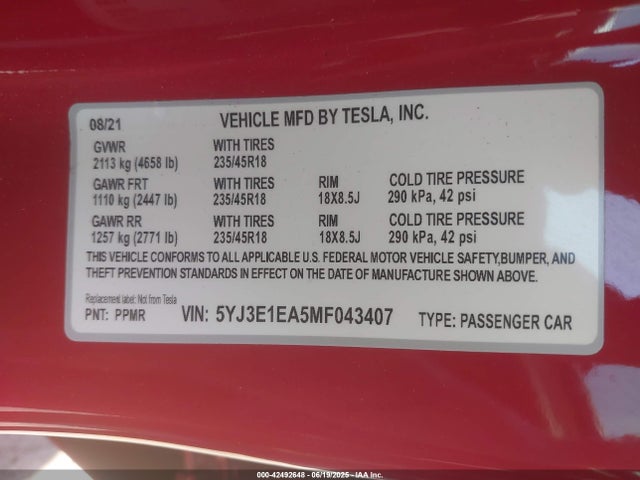 08/21 VEHICLE MFD BY TESLA, INC.
GVWR WITH TIRES
2113 kg (4658 lb) 235/45R18
GAWR FRT WITH TIRES RIM COLD TIRE PRESSURE
1110 kg (2447 lb) 235/45R18 18X8.5J 290 kPa, 42 psi
GAWR RR WITH TIRES RIM COLD TIRE PRESSURE
1257 kg (2771 lb) 235/45R18 18X8.5J 290 kPa, 42 psi
THIS VEHICLE CONFORMS TO ALL APPLICABLE U.S. FEDERAL MOTOR VEHICLE SAFETY,BUMPER, AND
THEFT PREVENTION STANDARDS IN EFFECT ON THE DATE OF MANUFACTURE SHOWN ABOVE.
Replacement label: Not from Tesla
PNT: PPMR VIN: 5YJ3E1EA5MF043407 TYPE: PASSENGER CAR
000-42492648 - 06/19/2025 - IAA Inc.